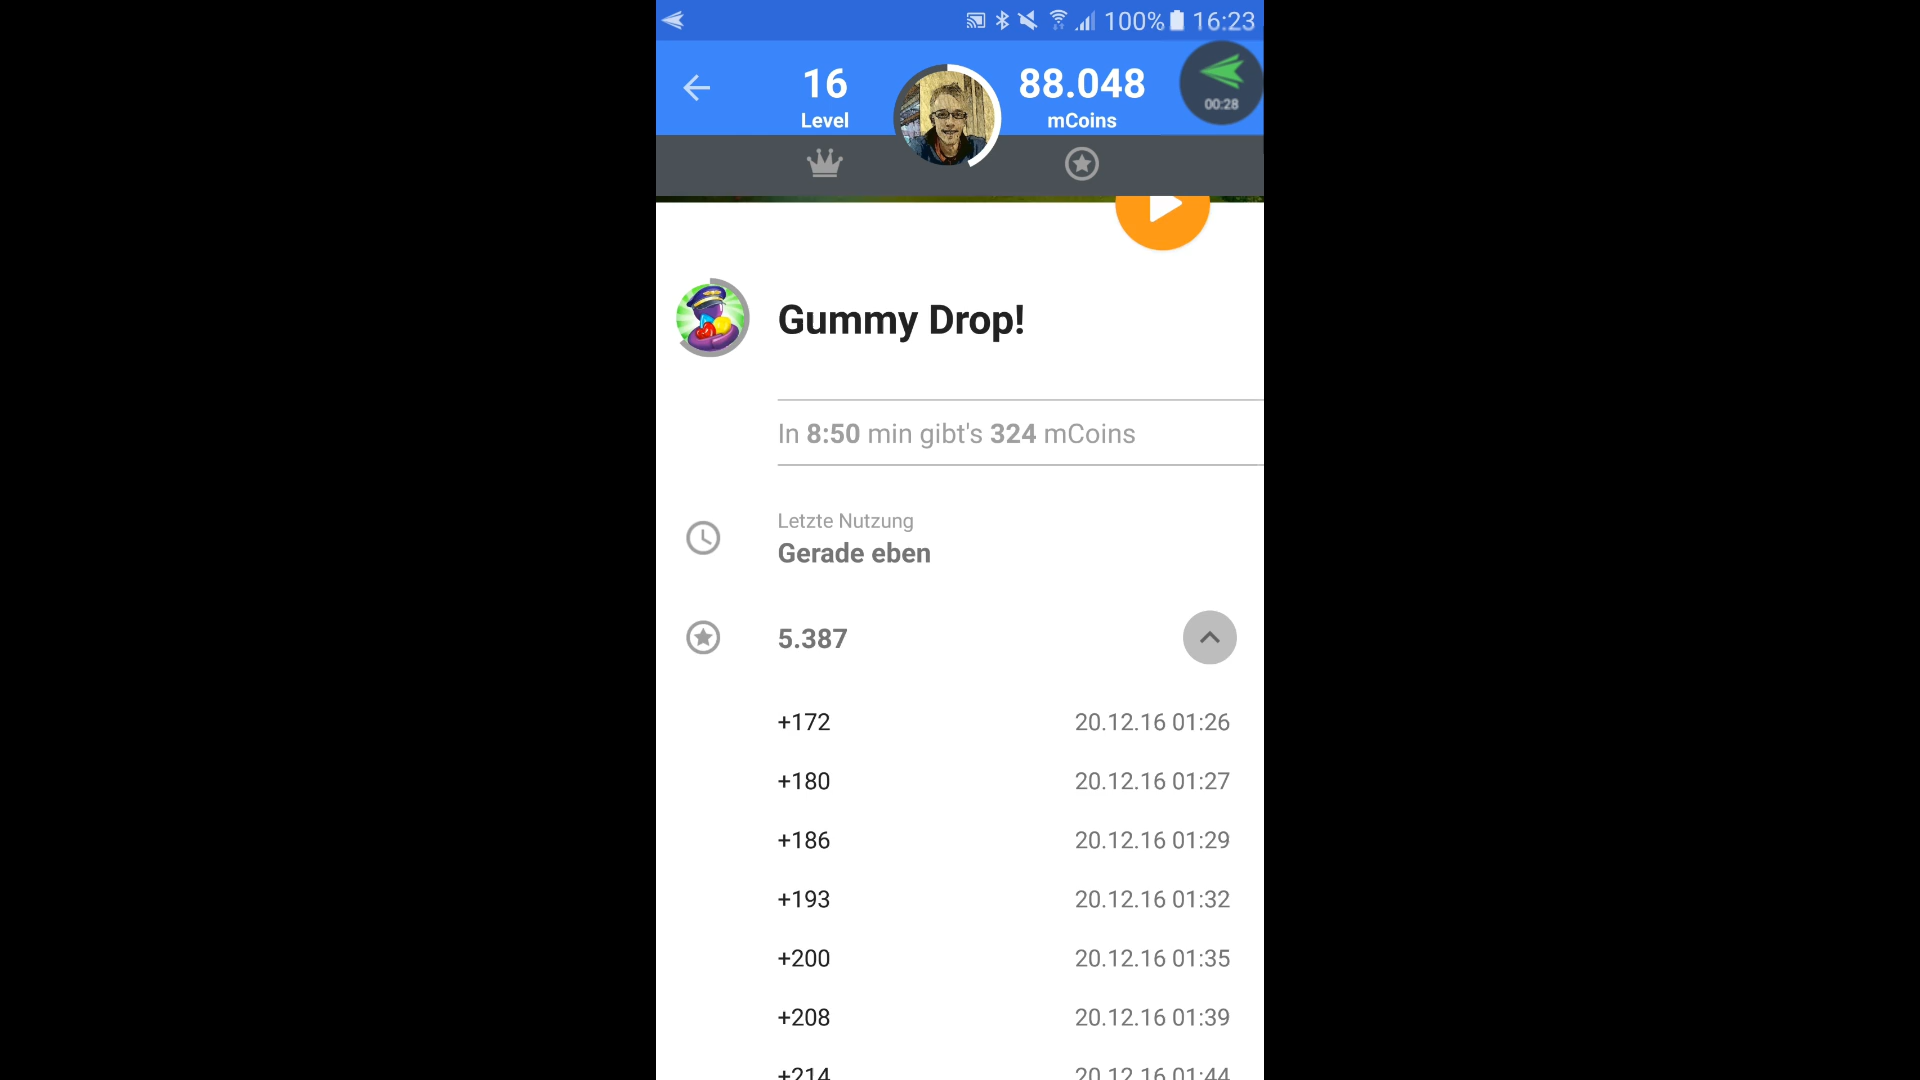 100% 16:23
16 88.048
Level mCoins
00:28
Gummy Drop!
In 8:50 min gibt's 324 mCoins
Letzte Nutzung
Gerade eben
5.387
+172 20.12.16 01:26
+180 20.12.16 01:27
+186 20.12.16 01:29
+193 20.12.16 01:32
+200 20.12.16 01:35
+208 20.12.16 01:39
+214 20.12.16 01:44